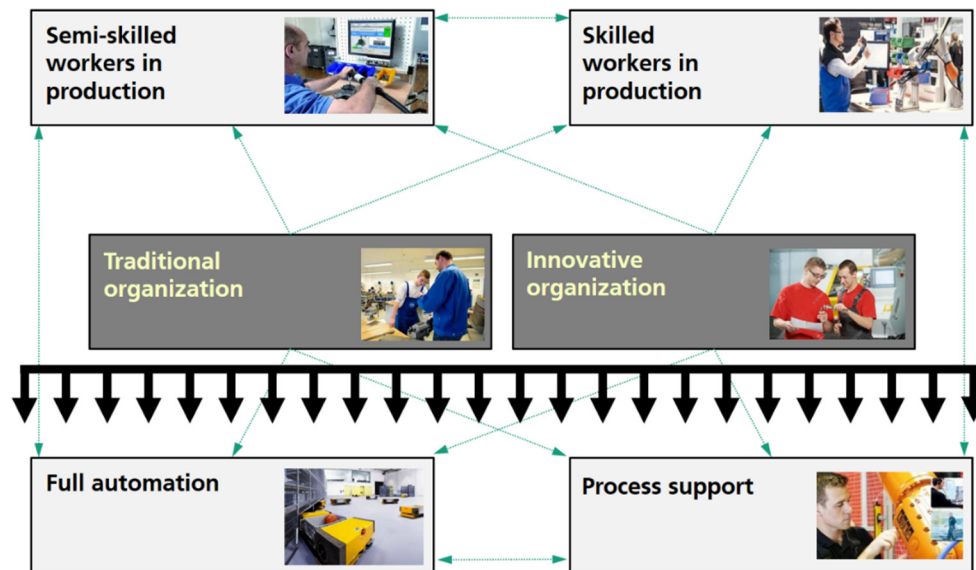 Semi-skilled
workers in
production
Skilled
workers in
production
Traditional
organization
Innovative
organization
Full automation
Process support